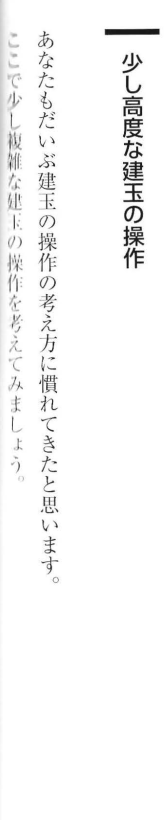 少し高度な建玉の操作
あなたもだいぶ建玉の操作の考え方に慣れてきたと思います。
ここで少し複雑な建玉の操作を考えてみましょう。